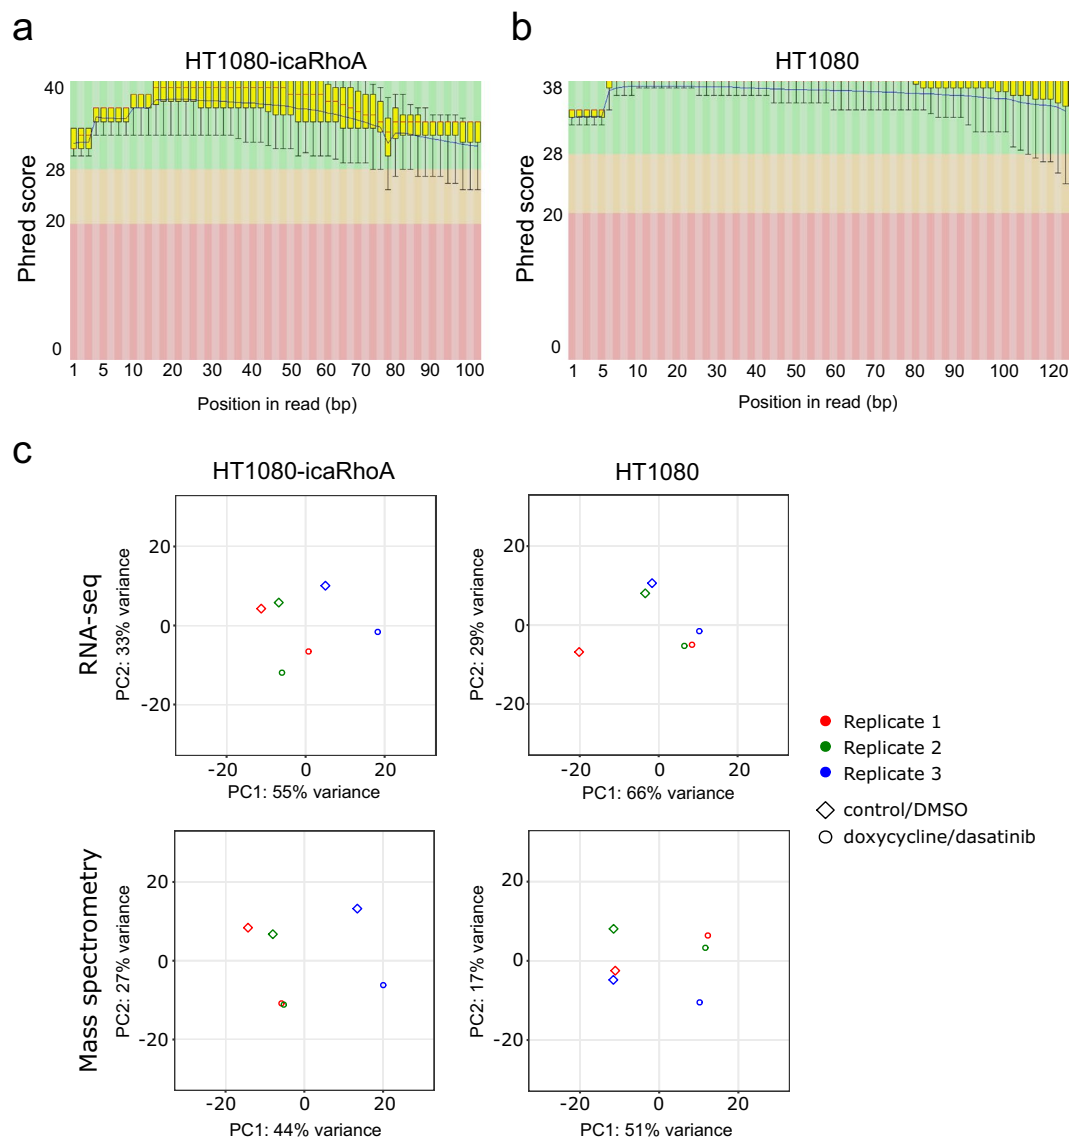 a
HT1080-icaRhoA
40
28
20
0
Phred score
1 5 10 20 30 40 50 60 70 80 90 100
Position in read (bp)
b
HT1080
38
28
20
0
Phred score
1 5 10 20 30 40 50 60 70 80 90 100 120
Position in read (bp)
c
HT1080-icaRhoA
HT1080
RNA-seq
PC2: 33% variance
20
0
-20
-20 0 20
PC1: 55% variance
PC2: 29% variance
20
0
-20
-20 0 20
PC1: 66% variance
Replicate 1
Replicate 2
Replicate 3
control/DMSO
doxycycline/dasatinib
Mass spectrometry
PC2: 27% variance
20
0
-20
-20 0 20
PC1: 44% variance
PC2: 17% variance
20
0
-20
-20 0 20
PC1: 51% variance